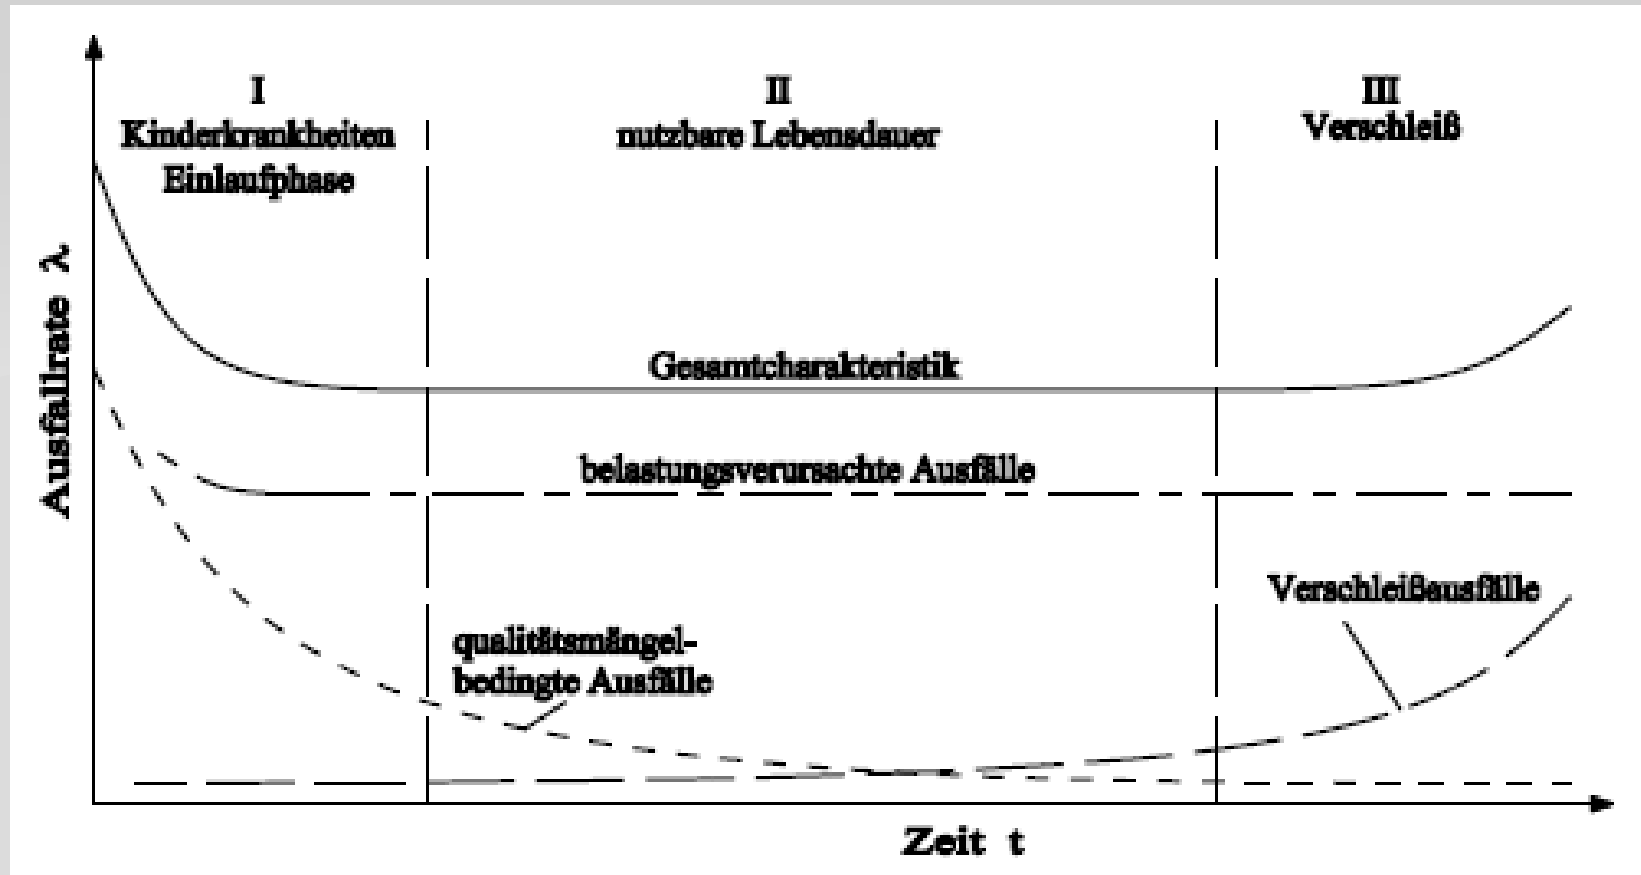 I
Kinderkrankheiten
Einlaufphase
II
nutzbare Lebensdauer
III
Verschleiß
Ausfallrate λ
Gesamtcharakteristik
belastungsverursachte Ausfälle
Verschleißausfälle
qualitätsmängel-
bedingte Ausfälle
Zeit t